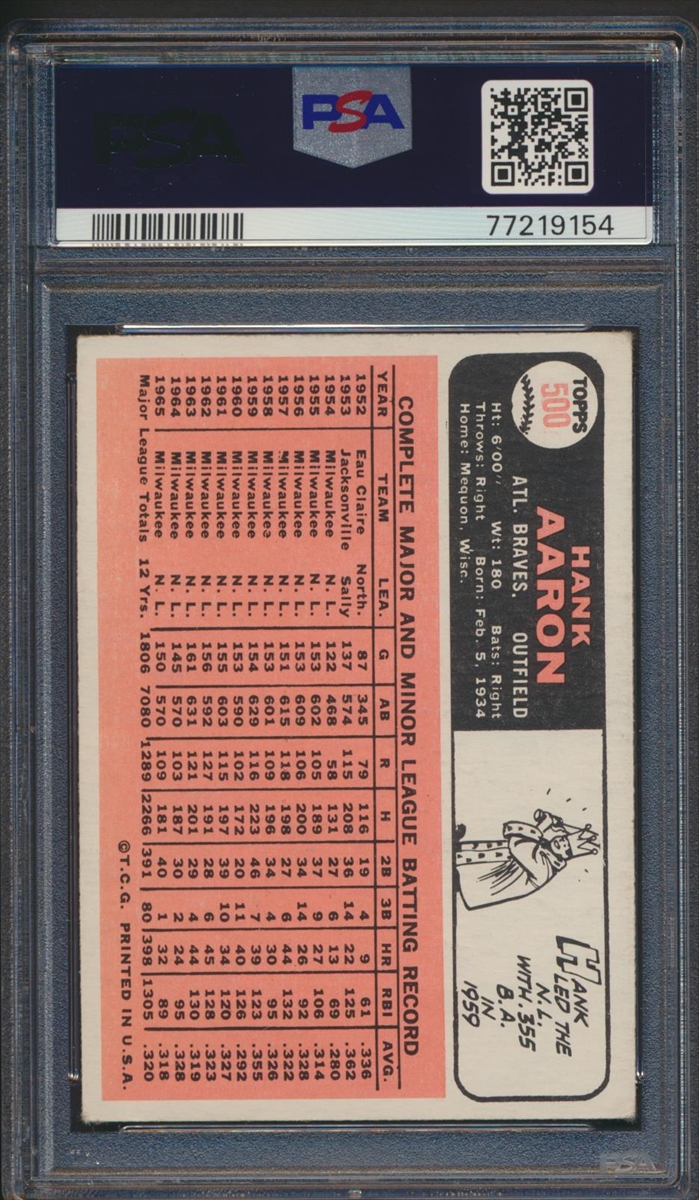 PSA
PSA
77219154
TOPPS
500
HANK
AARON
ATL. BRAVES. OUTFIELD
Ht: 6'00" Wt: 180 Bats: Right
Throws: Right Born: Feb. 5, 1934
Home: Mequon, Wisc.
HANK
LED THE
N.L.
WITH .355
B.A.
IN
1959
COMPLETE MAJOR AND MINOR LEAGUE BATTING RECORD
YEAR TEAM LEA. G AB R H 2B 3B HR RBI AVG.
1952 Eau Claire North. 87 345 79 116 19 4 9 61 .336
1953 Jacksonville Sally 137 574 115 208 36 14 22 125 .362
1954 Milwaukee N. L. 122 468 58 131 27 6 13 69 .280
1955 Milwaukee N. L. 153 602 105 189 37 9 27 106 .314
1956 Milwaukee N. L. 153 609 106 200 34 14 26 92 .328
1957 Milwaukee N. L. 151 615 118 198 27 6 44 132 .322
1958 Milwaukee N. L. 153 601 109 196 34 4 30 95 .326
1959 Milwaukee N. L. 154 629 116 223 46 7 39 123 .355
1960 Milwaukee N. L. 153 590 102 172 20 11 40 126 .292
1961 Milwaukee N. L. 155 603 115 197 39 10 34 120 .327
1962 Milwaukee N. L. 156 592 127 191 28 6 45 128 .323
1963 Milwaukee N. L. 161 631 121 201 29 4 44 130 .319
1964 Milwaukee N. L. 145 570 103 187 30 2 24 95 .328
1965 Milwaukee N. L. 150 570 109 181 40 1 32 89 .318
Major League Totals 12 Yrs. 1806 7080 1289 2266 391 80 398 1305 .320
©T.C.G. PRINTED IN U.S.A.
PSA